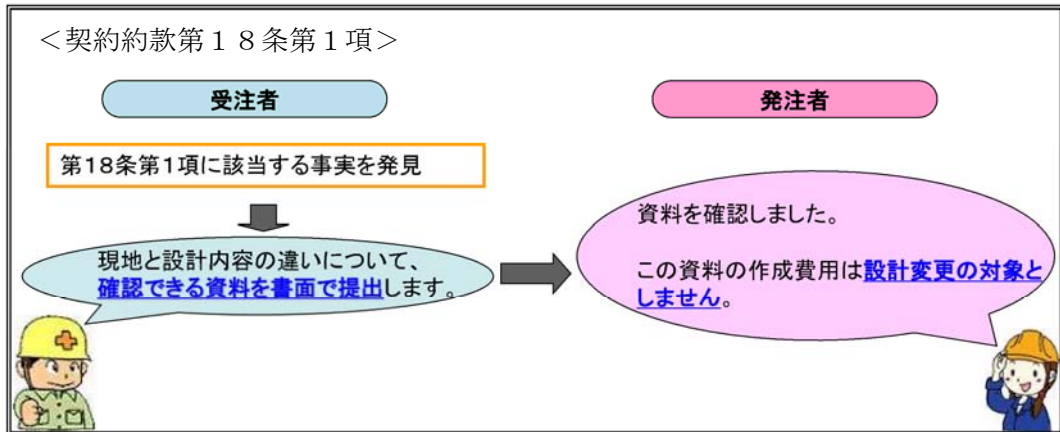 ＜契約約款第１８条第１項＞
受注者
発注者
第18条第1項に該当する事実を発見
現地と設計内容の違いについて、
確認できる資料を書面で提出します。
資料を確認しました。
この資料の作成費用は設計変更の対象と
しません。